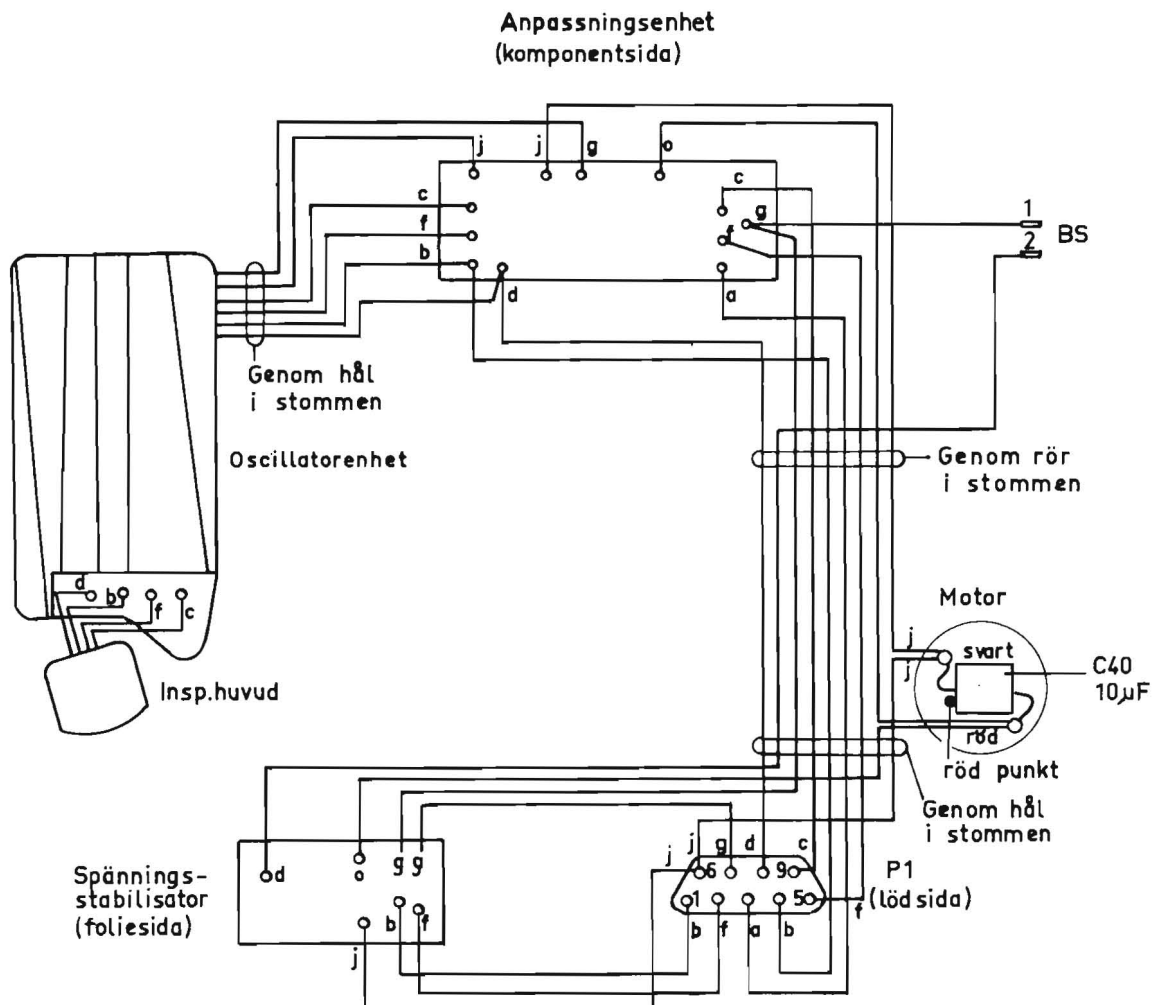 Anpassningsenhet
(komponentsida)
j
j
g
o
c
f
b
d
c
g
f
a
1
2
BS
Genom hål
i stommen
Oscillatorenhet
Genom rör
i stommen
d
b
f
c
Insp.huvud
Motor
j
j
svart
röd
C40
10µF
röd punkt
Genom hål
i stommen
Spännings-
stabilisator
(foliesida)
d
o
g g
b
f
j
j
j
g
d
c
6
9
1
5
b
f
a
b
f
P1
(lödsida)